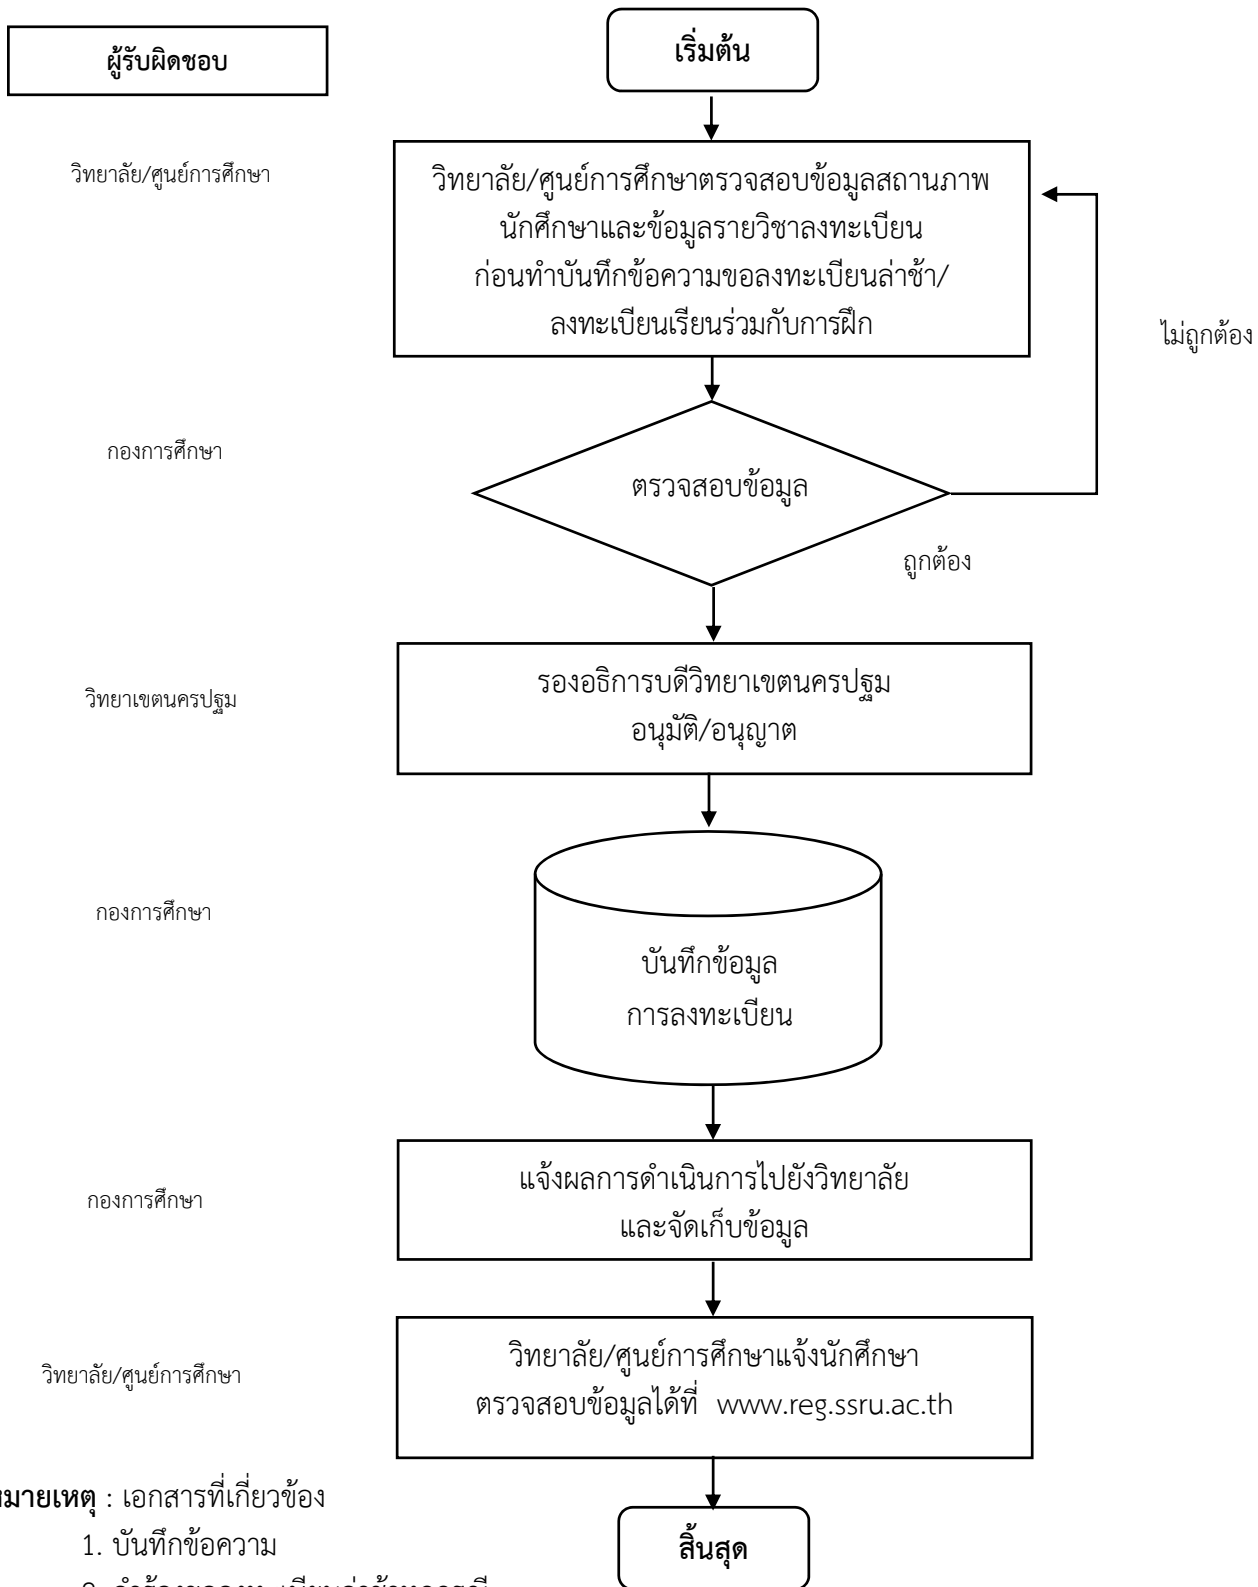 ผู้รับผิดชอบ
เริ่มต้น
วิทยาลัย/ศูนย์การศึกษา
วิทยาลัย/ศูนย์การศึกษาตรวจสอบข้อมูลสถานภาพ
นักศึกษาและข้อมูลรายวิชาลงทะเบียน
ก่อนทำบันทึกข้อความขอลงทะเบียนล่าช้า/
ลงทะเบียนเรียนร่วมกับการฝึก
ไม่ถูกต้อง
กองการศึกษา
ตรวจสอบข้อมูล
ถูกต้อง
วิทยาเขตนครปฐม
รองอธิการบดีวิทยาเขตนครปฐม
อนุมัติ/อนุญาต
กองการศึกษา
บันทึกข้อมูล
การลงทะเบียน
กองการศึกษา
แจ้งผลการดำเนินการไปยังวิทยาลัย
และจัดเก็บข้อมูล
วิทยาลัย/ศูนย์การศึกษา
วิทยาลัย/ศูนย์การศึกษาแจ้งนักศึกษา
ตรวจสอบข้อมูลได้ที่ www.reg.ssru.ac.th
หมายเหตุ : เอกสารที่เกี่ยวข้อง
1. บันทึกข้อความ
สิ้นสุด